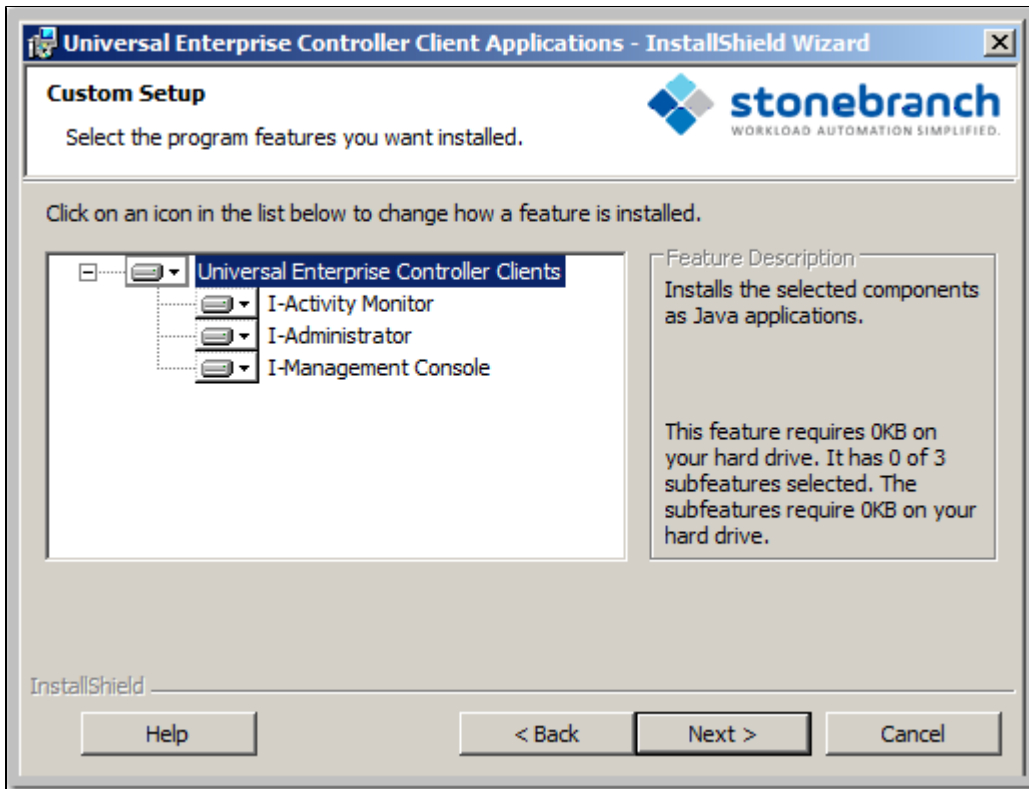 Universal Enterprise Controller Client Applications - InstallShield Wizard
Custom Setup
Select the program features you want installed.
stonebranch
WORKLOAD AUTOMATION SIMPLIFIED.
Click on an icon in the list below to change how a feature is installed.
Universal Enterprise Controller Clients
I-Activity Monitor
I-Administrator
I-Management Console
Feature Description
Installs the selected components
as Java applications.
This feature requires 0KB on
your hard drive. It has 0 of 3
subfeatures selected. The
subfeatures require 0KB on your
hard drive.
InstallShield
Help
< Back
Next >
Cancel